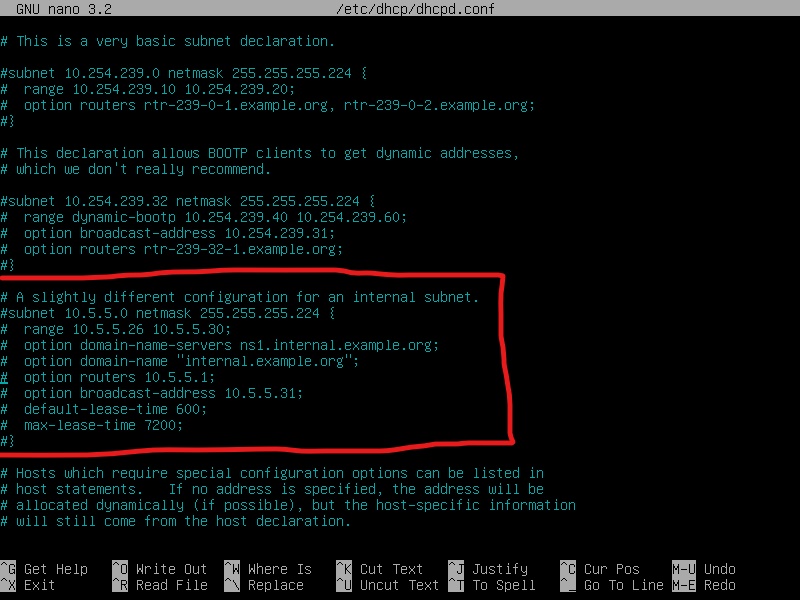 GNU nano 3.2 /etc/dhcp/dhcpd.conf
# This is a very basic subnet declaration.
#subnet 10.254.239.0 netmask 255.255.255.224 {
#  range 10.254.239.10 10.254.239.20;
#  option routers rtr-239-0-1.example.org, rtr-239-0-2.example.org;
#}
# This declaration allows BOOTP clients to get dynamic addresses,
# which we don't really recommend.
#subnet 10.254.239.32 netmask 255.255.255.224 {
#  range dynamic-bootp 10.254.239.40 10.254.239.60;
#  option broadcast-address 10.254.239.31;
#  option routers rtr-239-32-1.example.org;
#}
# A slightly different configuration for an internal subnet.
#subnet 10.5.5.0 netmask 255.255.255.224 {
#  range 10.5.5.26 10.5.5.30;
#  option domain-name-servers ns1.internal.example.org;
#  option domain-name "internal.example.org";
#  option routers 10.5.5.1;
#  option broadcast-address 10.5.5.31;
#  default-lease-time 600;
#  max-lease-time 7200;
#}
# Hosts which require special configuration options can be listed in
# host statements.   If no address is specified, the address will be
# allocated dynamically (if possible), but the host-specific information
# will still come from the host declaration.
^G Get Help ^O Write Out ^W Where Is ^K Cut Text ^J Justify ^C Cur Pos M-U Undo
^X Exit ^R Read File ^\ Replace ^U Uncut Text ^T To Spell ^_ Go To Line M-E Redo